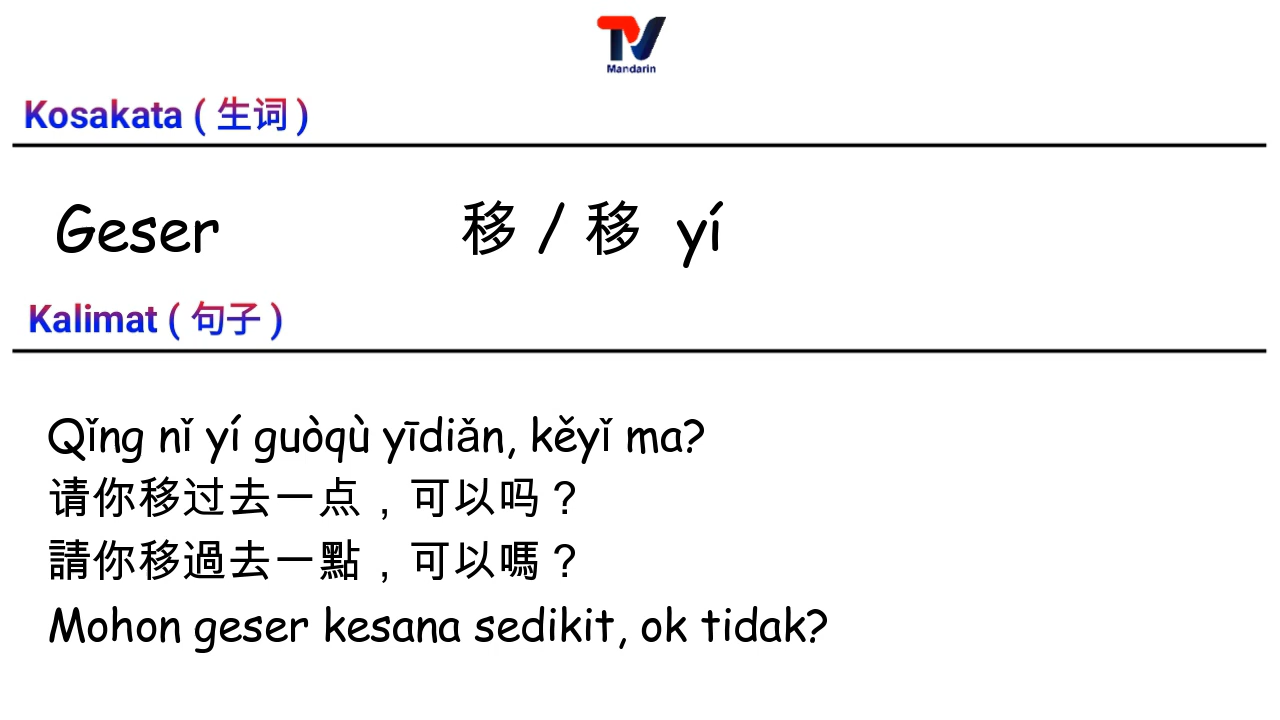 TV
Mandarin
Kosakata ( 生词 )
Geser 移 / 移 yí
Kalimat ( 句子 )
Qǐng nǐ yí guòqù yīdiǎn, kěyǐ ma?
请你移过去一点，可以吗？
請你移過去一點，可以嗎？
Mohon geser kesana sedikit, ok tidak?